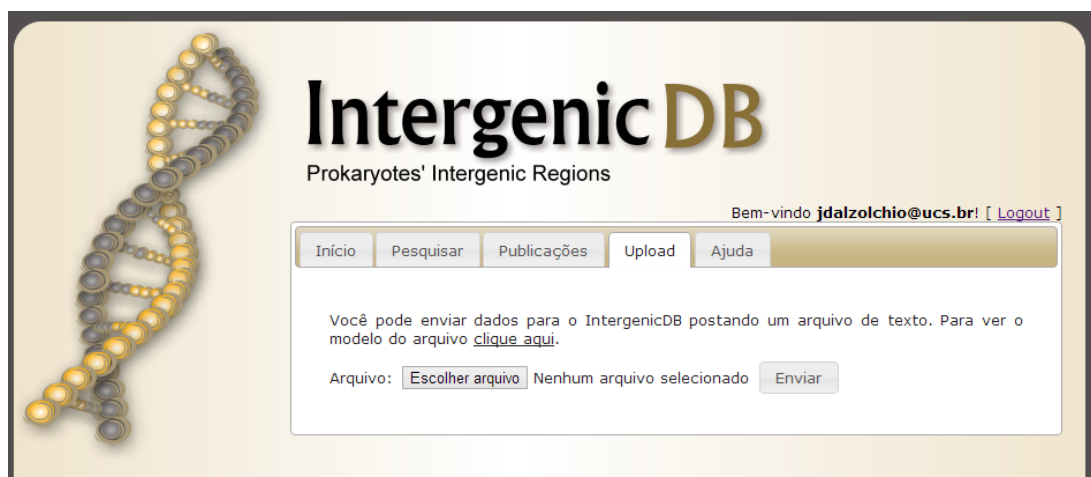 Intergenic DB
Prokaryotes' Intergenic Regions
Bem-vindo jdalzolchio@ucs.br! [ Logout ]
Início Pesquisar Publicações Upload Ajuda
Você pode enviar dados para o IntergenicDB postando um arquivo de texto. Para ver o
modelo do arquivo clique aqui.
Arquivo: Escolher arquivo Nenhum arquivo selecionado Enviar